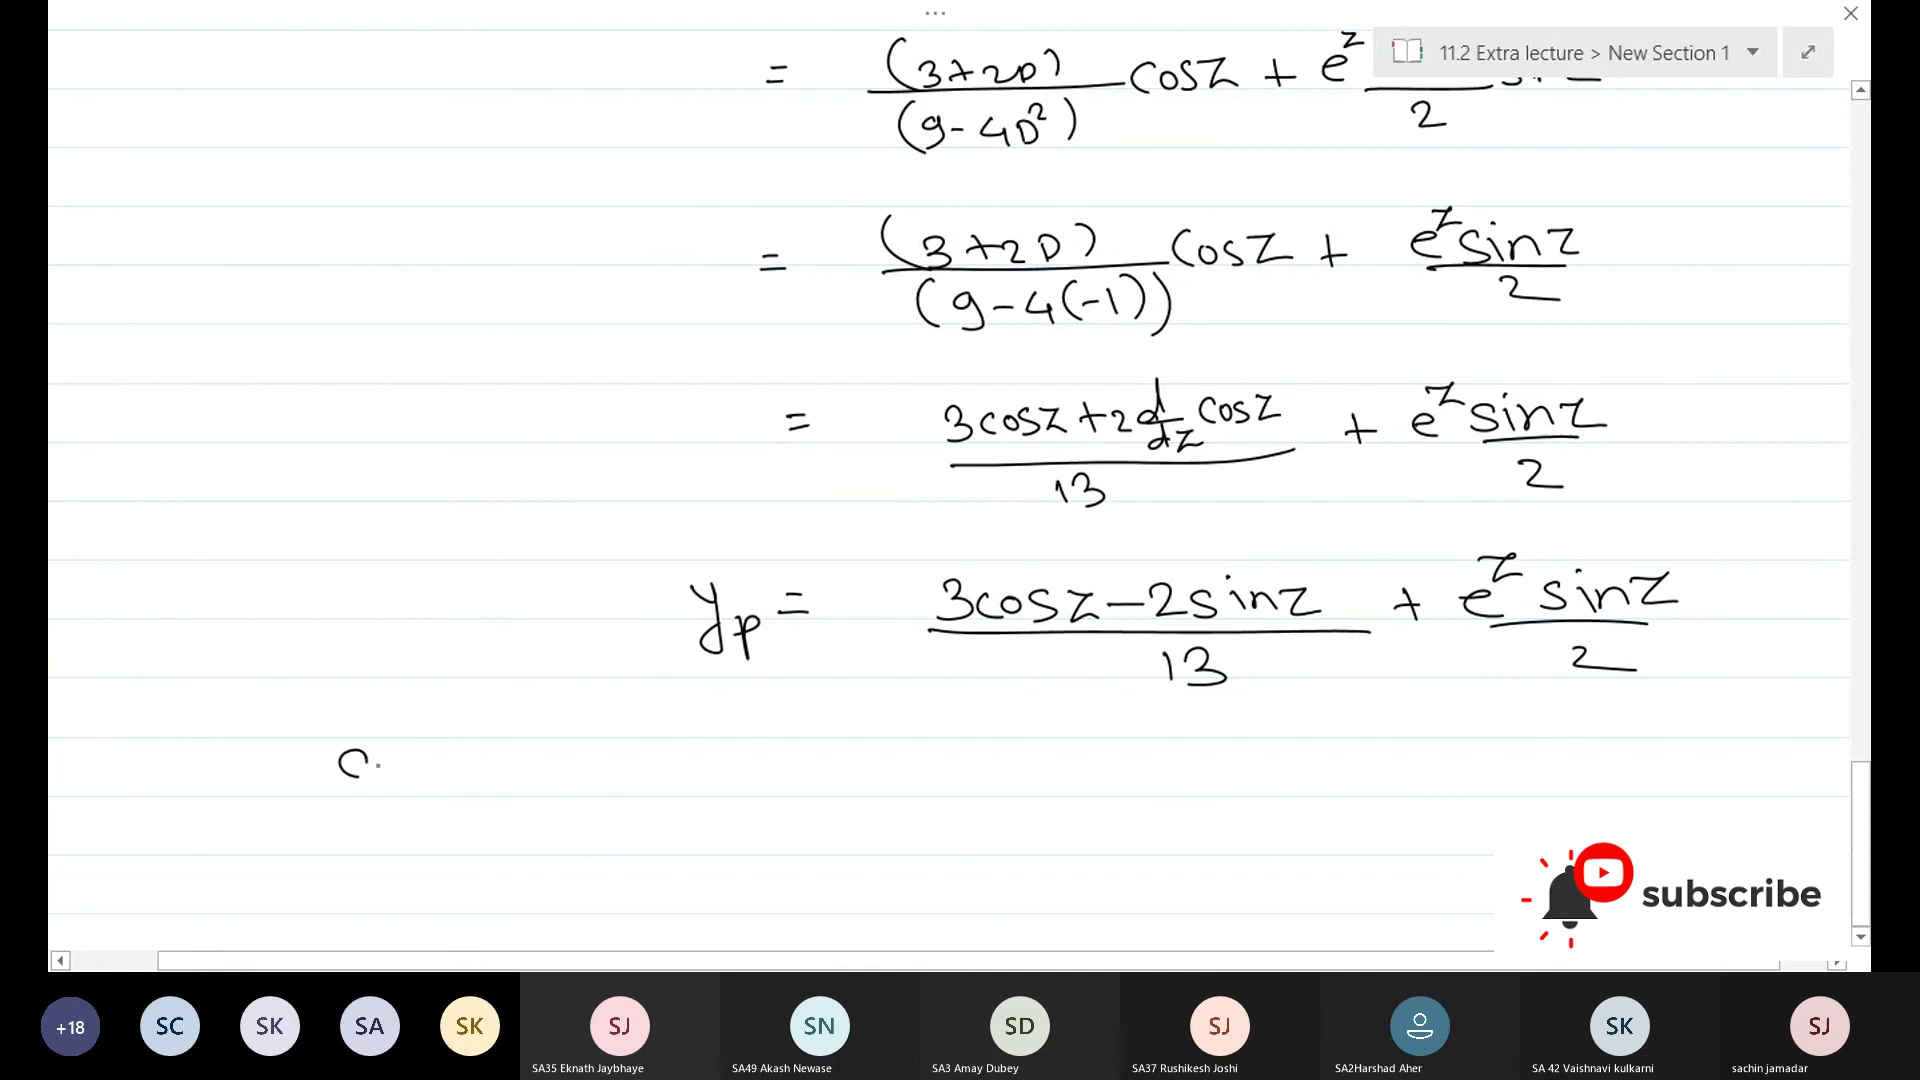 ...
11.2 Extra lecture > New Section 1
= (3+2D)/(9-4D²) cosz + e^z /2
= (3+2D)/(9-4(-1)) cosz + e^z sinz/2
= (3cosz+2 d/dz cosz)/13 + e^z sinz/2
yp = (3cosz-2sinz)/13 + e^z sinz/2
subscribe
+18 SC SK SA SK SJ SN SD SJ SK SJ
SA35 Eknath Jaybhaye SA49 Akash Newase SA3 Amay Dubey SA37 Rushikesh Joshi SA2Harshad Aher SA 42 Vaishnavi kulkarni sachin jamadar